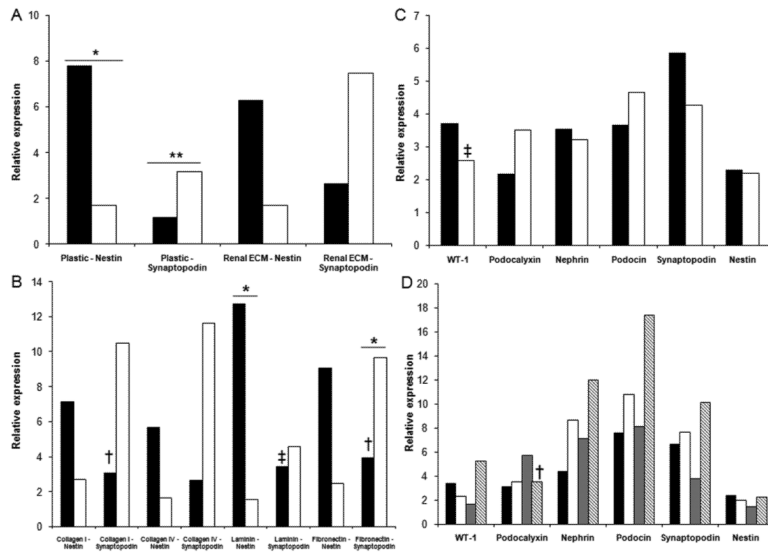 A
10
8
6
4
2
0
Relative expression
*
**
Plastic - Nestin
Plastic -
Synaptopodin
Renal ECM - Nestin
Renal ECM -
Synaptopodin
B
14
12
10
8
6
4
2
0
Relative expression
†
*
‡
†
*
Collagen I -
Nestin
Collagen I -
Synaptopodin
Collagen IV -
Nestin
Collagen IV -
Synaptopodin
Laminin -
Nestin
Laminin -
Synaptopodin
Fibronectin -
Nestin
Fibronectin -
Synaptopodin
C
7
6
5
4
3
2
1
0
Relative expression
‡
WT-1
Podocalyxin
Nephrin
Podocin
Synaptopodin
Nestin
D
20
18
16
14
12
10
8
6
4
2
0
Relative expression
†
WT-1
Podocalyxin
Nephrin
Podocin
Synaptopodin
Nestin